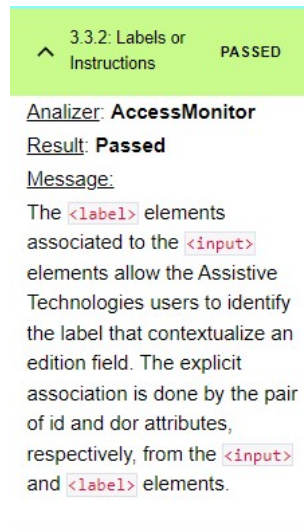 3.3.2: Labels or
Instructions
PASSED
Analizer: AccessMonitor
Result: Passed
Message:
The <label> elements
associated to the <input>
elements allow the Assistive
Technologies users to identify
the label that contextualize an
edition field. The explicit
association is done by the pair
of id and dor attributes,
respectively, from the <input>
and <label> elements.